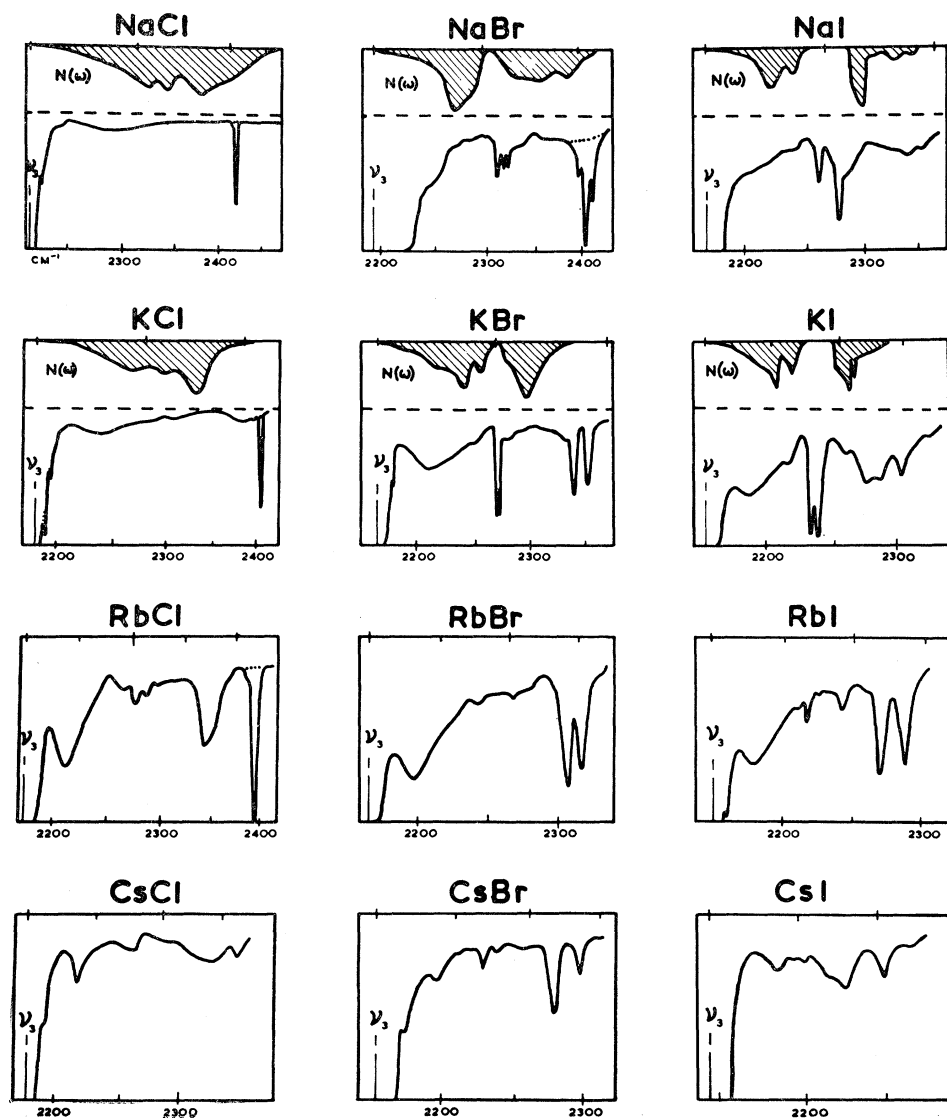 NaCl NaBr NaI
N(ω) N(ω) N(ω)
ν₃ ν₃ ν₃
CM⁻¹ 2300 2400 2200 2300 2400 2200 2300
KCl KBr KI
N(ω) N(ω) N(ω)
ν₃ ν₃ ν₃
2200 2300 2400 2200 2300 2200 2300
RbCl RbBr RbI
ν₃ ν₃ ν₃
2200 2300 2400 2200 2300 2200
CsCl CsBr CsI
ν₃ ν₃ ν₃
2200 2300 2200 2300 2200